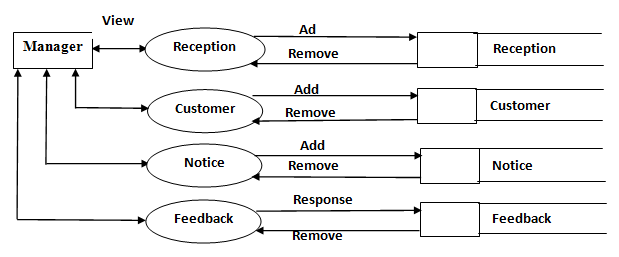 View
Ad
Manager
Reception
Remove
Reception
Add
Customer
Remove
Customer
Add
Notice
Remove
Notice
Response
Feedback
Remove
Feedback